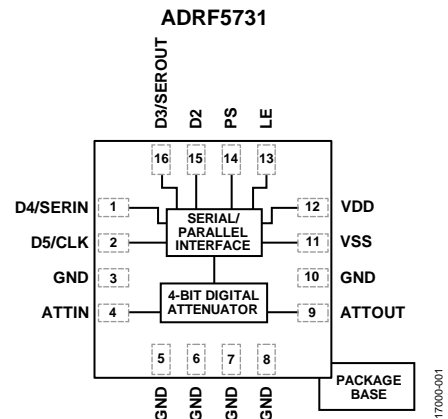 ADRF5731
D3/SEROUT
D2
PS
LE
16
15
14
13
D4/SERIN
1
SERIAL/
PARALLEL
INTERFACE
12
VDD
D5/CLK
2
11
VSS
GND
3
10
GND
ATTIN
4
4-BIT DIGITAL
ATTENUATOR
9
ATTOUT
5
6
7
8
GND
GND
GND
GND
PACKAGE
BASE
17000-001